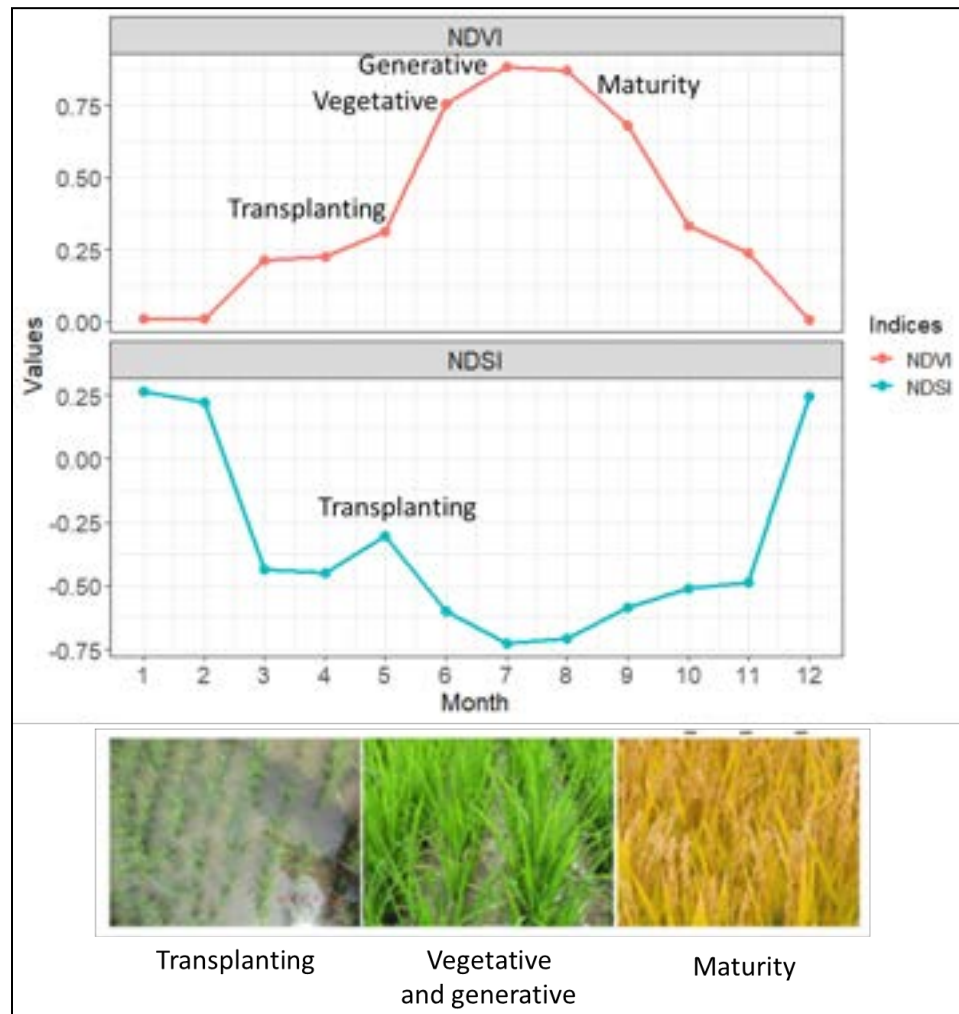 NDVI
Generative
Vegetative
Maturity
Transplanting
0.75
0.50
0.25
0.00
Values
Indices
NDVI
NDSI
NDSI
Transplanting
0.25
0.00
-0.25
-0.50
-0.75
1 2 3 4 5 6 7 8 9 10 11 12
Month
Transplanting
Vegetative
and generative
Maturity